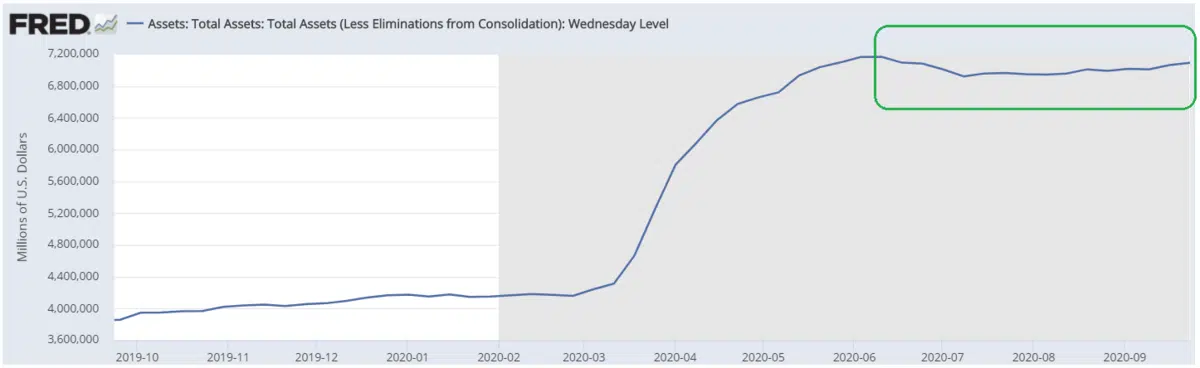 FRED
Assets: Total Assets: Total Assets (Less Eliminations from Consolidation): Wednesday Level
Millions of U.S. Dollars
7,200,000
6,800,000
6,400,000
6,000,000
5,600,000
5,200,000
4,800,000
4,400,000
4,000,000
3,600,000
2019-10 2019-11 2019-12 2020-01 2020-02 2020-03 2020-04 2020-05 2020-06 2020-07 2020-08 2020-09